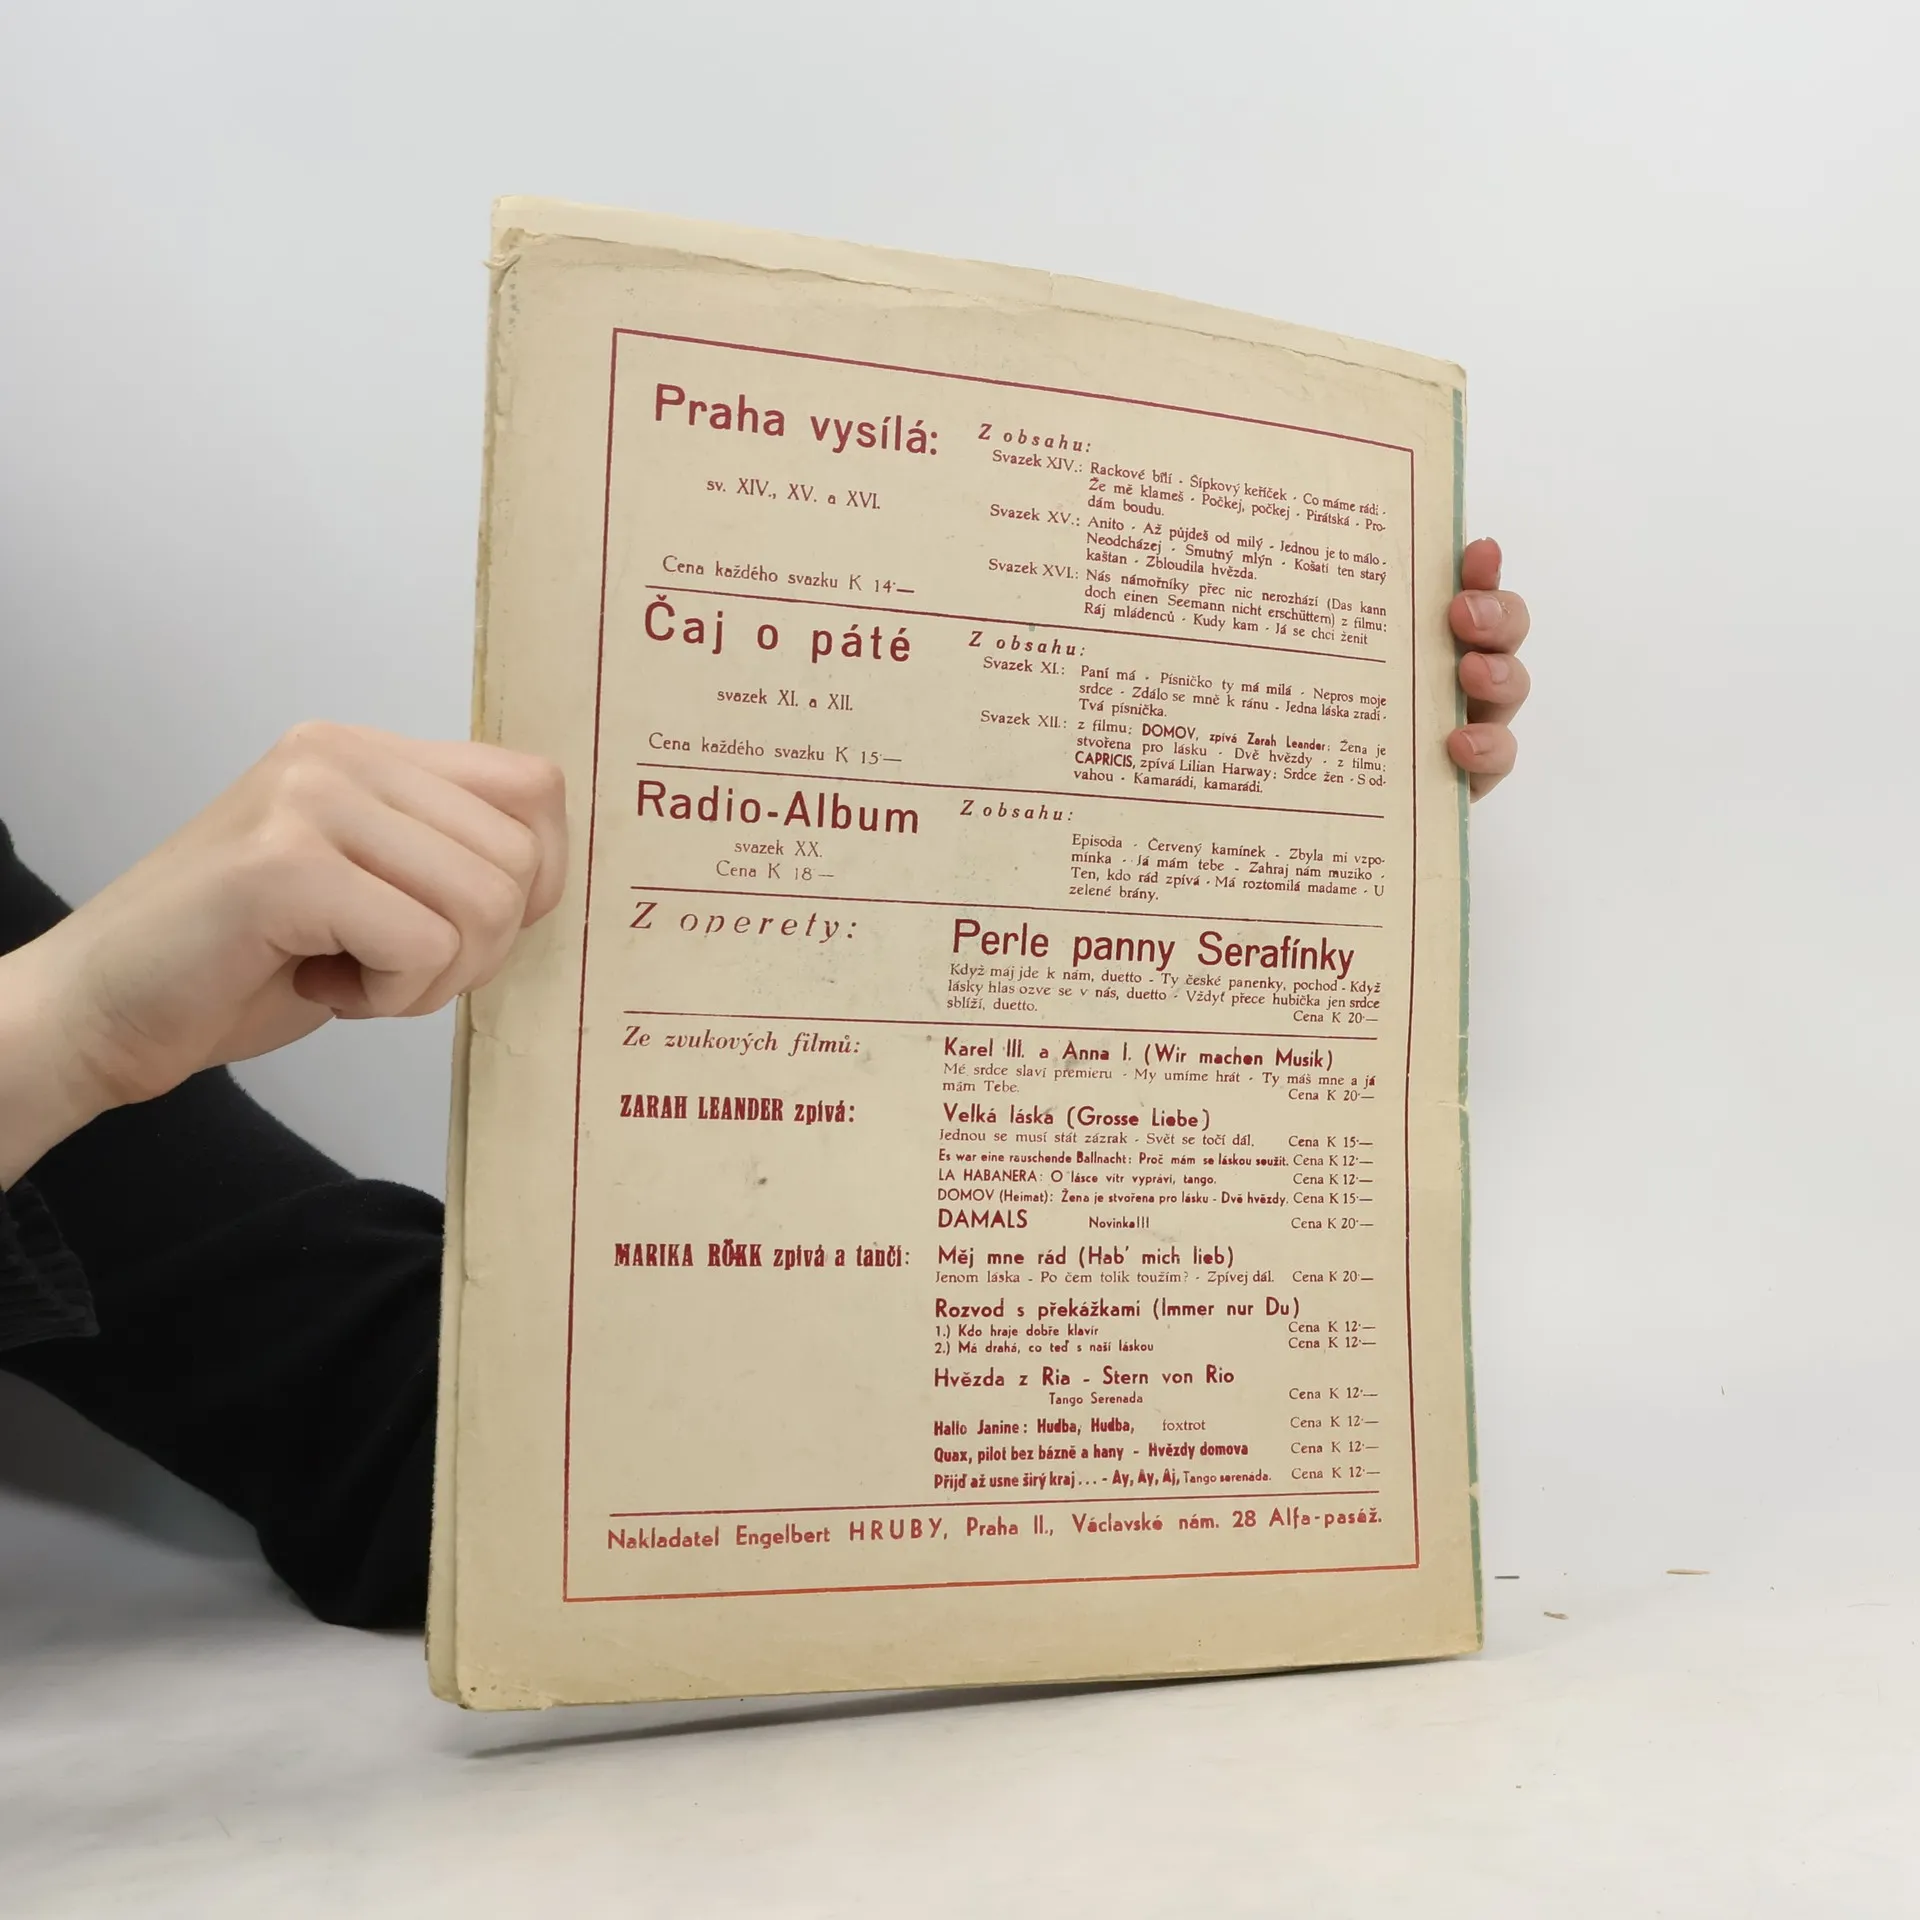 Praha vysílá:
sv. XIV., XV. a XVI.
Cena každého svazku K 14·—
Z obsahu:
Svazek XIV.: Rackové bílí - Šípkový keříček - Co máme rádi -
Že mě klameš - Počkej, počkej - Pirátská - Pro-
dám boudu.
Svazek XV.: Anito - Až půjdeš od milý - Jednou je to málo -
Neodcházej - Smutný mlýn - Košatí ten starý
kaštan - Zbloudila hvězda.
Svazek XVI.: Nás námořníky přec nic nerozhází (Das kann
doch einen Seemann nicht erschüttern) z filmu:
Ráj mládenců - Kudy kam - Já se chci ženit
Čaj o páté
svazek XI. a XII.
Cena každého svazku K 15·—
Z obsahu:
Svazek XI.: Paní má - Písničko ty má milá - Nepros moje
srdce - Zdálo se mně k ránu - Jedna láska zradí -
Tvá písnička.
Svazek XII.: z filmu: DOMOV, zpívá Zarah Leander: Žena je
stvořena pro lásku - Dvě hvězdy - z filmu:
CAPRICIS, zpívá Lilian Harway: Srdce žen - S od-
vahou - Kamarádi, kamarádi.
Radio-Album
svazek XX.
Cena K 18·—
Z obsahu:
Episoda - Červený kamínek - Zbyla mi vzpo-
mínka - Já mám tebe - Zahraj nám muziko -
Ten, kdo rád zpívá - Má roztomilá madame - U
zelené brány.
Z operety:
Perle panny Serafínky
Když máj jde k nám, duetto - Ty české panenky, pochod - Když
lásky hlas ozve se v nás, duetto - Vždyť přece hubička jen srdce
sblíží, duetto.
Cena K 20·—
Ze zvukových filmů:
Karel III. a Anna I. (Wir machen Musik)
Mé srdce slaví premieru - My umíme hrát - Ty máš mne a já
mám Tebe.
Cena K 20·—
ZARAH LEANDER zpívá:
Velká láska (Grosse Liebe)
Jednou se musí stát zázrak - Svět se točí dál. Cena K 15·—
Es war eine rauschende Ballnacht: Proč mám se láskou soužit. Cena K 12·—
LA HABANERA: O lásce vítr vypráví, tango. Cena K 12·—
DOMOV (Heimat): Žena je stvořena pro lásku - Dvě hvězdy. Cena K 15·—
DAMALS Novinka!!! Cena K 20·—
MARIKA RÖKK zpívá a tančí:
Měj mne rád (Hab' mich lieb)
Jenom láska - Po čem tolik toužím? - Zpívej dál. Cena K 20·—
Rozvod s překážkami (Immer nur Du)
1.) Kdo hraje dobře klavír Cena K 12·—
2.) Má drahá, co teď s naší láskou Cena K 12·—
Hvězda z Ria - Stern von Rio
Tango Serenada Cena K 12·—
Hallo Janine: Hudba, Hudba, foxtrot Cena K 12·—
Quax, pilot bez bázně a hany - Hvězdy domova Cena K 12·—
Přijď až usne širý kraj... - Ay, Ay, Aj, Tango serenáda. Cena K 12·—
Nakladatel Engelbert HRUBY, Praha II., Václavské nám. 28 Alfa-pasáž.